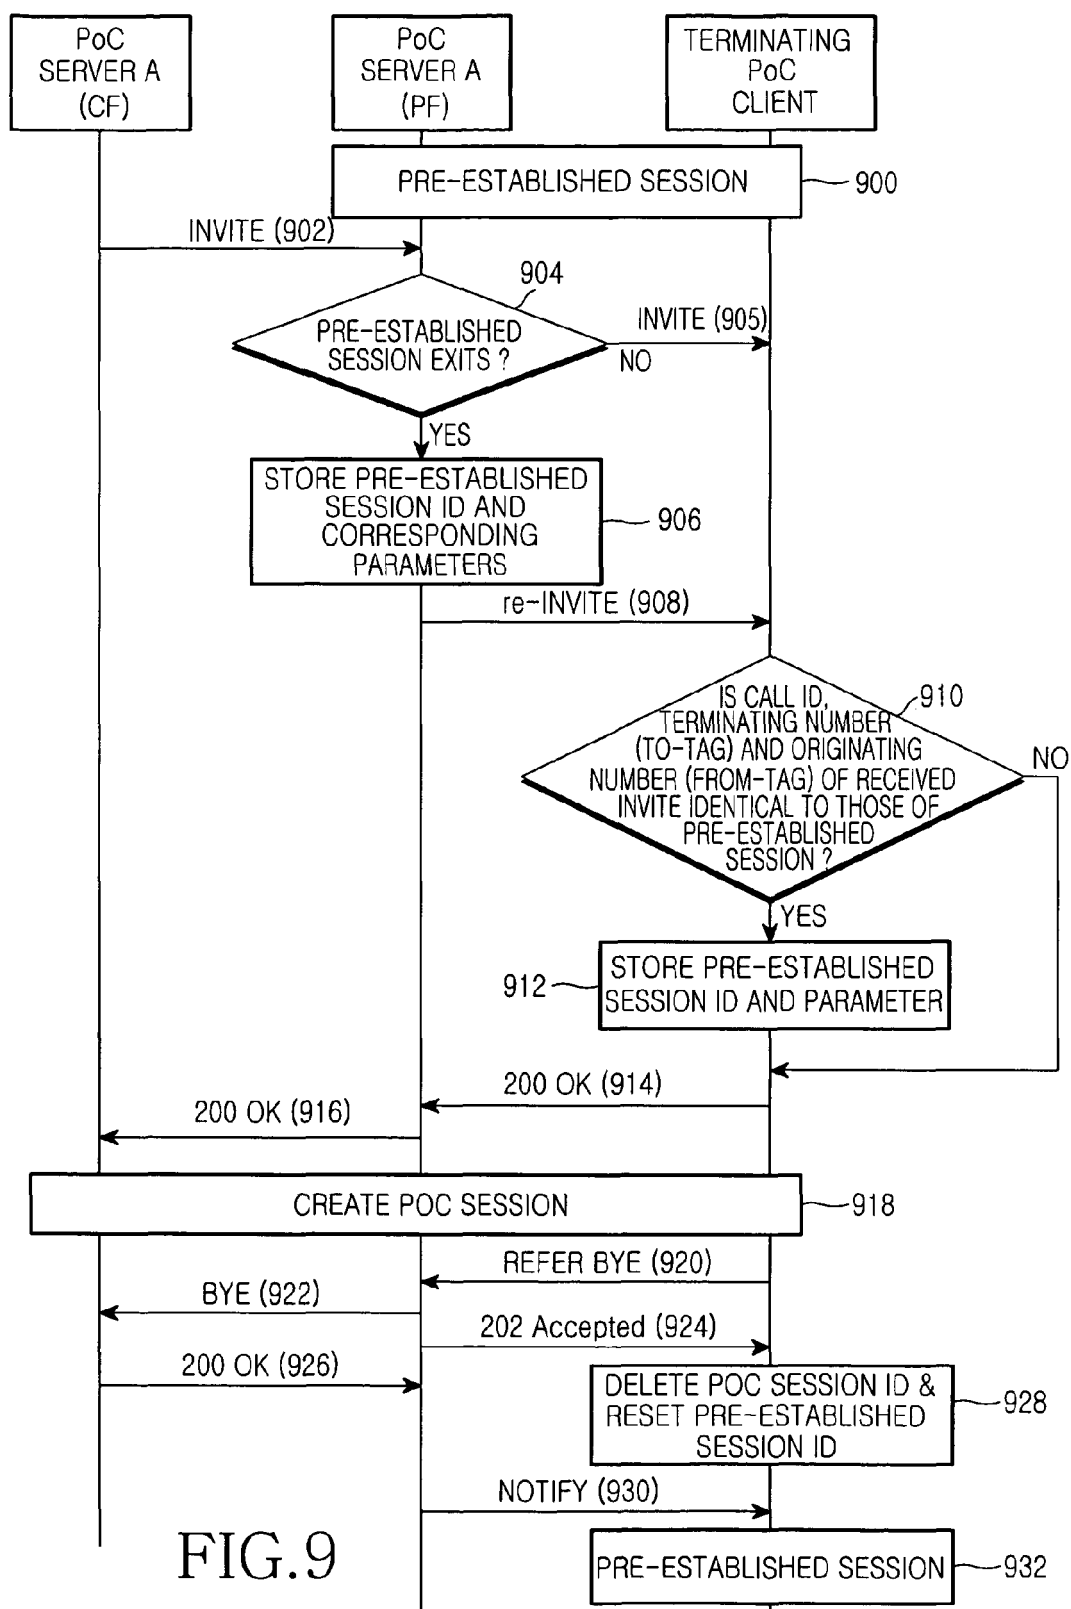 PoC
SERVER A
(CF)
PoC
SERVER A
(PF)
TERMINATING
PoC
CLIENT
PRE-ESTABLISHED SESSION
900
INVITE (902)
904
PRE-ESTABLISHED
SESSION EXITS ?
INVITE (905)
NO
YES
STORE PRE-ESTABLISHED
SESSION ID AND
CORRESPONDING
PARAMETERS
906
re-INVITE (908)
IS CALL ID,
TERMINATING NUMBER
(TO-TAG) AND ORIGINATING
NUMBER (FROM-TAG) OF RECEIVED
INVITE IDENTICAL TO THOSE OF
PRE-ESTABLISHED
SESSION ?
910
NO
YES
STORE PRE-ESTABLISHED
SESSION ID AND PARAMETER
912
200 OK (914)
200 OK (916)
CREATE POC SESSION
918
REFER BYE (920)
BYE (922)
202 Accepted (924)
200 OK (926)
DELETE POC SESSION ID &
RESET PRE-ESTABLISHED
SESSION ID
928
NOTIFY (930)
PRE-ESTABLISHED SESSION
932
FIG.9